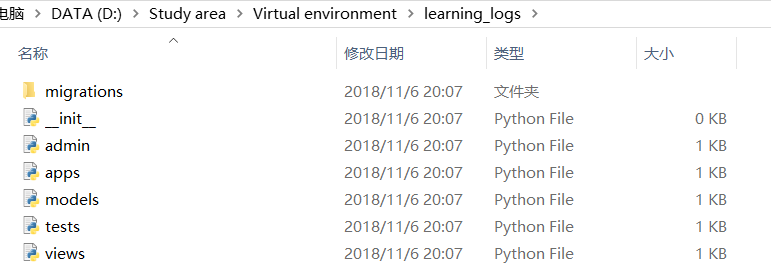 电脑 > DATA (D:) > Study area > Virtual environment > learning_logs >
名称 修改日期 类型 大小
migrations 2018/11/6 20:07 文件夹
__init__ 2018/11/6 20:07 Python File 0 KB
admin 2018/11/6 20:07 Python File 1 KB
apps 2018/11/6 20:07 Python File 1 KB
models 2018/11/6 20:07 Python File 1 KB
tests 2018/11/6 20:07 Python File 1 KB
views 2018/11/6 20:07 Python File 1 KB